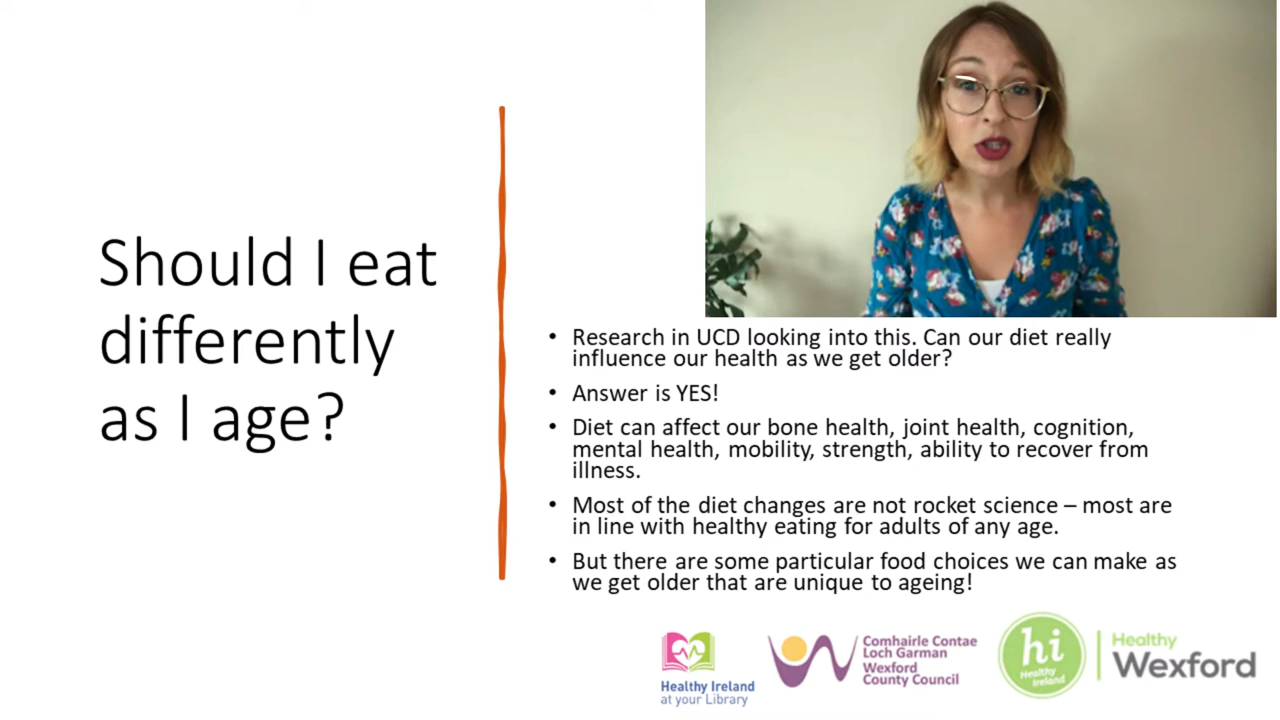 Should I eat
differently
as I age?
• Research in UCD looking into this. Can our diet really
influence our health as we get older?
• Answer is YES!
• Diet can affect our bone health, joint health, cognition,
mental health, mobility, strength, ability to recover from
illness.
• Most of the diet changes are not rocket science – most are
in line with healthy eating for adults of any age.
• But there are some particular food choices we can make as
we get older that are unique to ageing!
Healthy Ireland
at your Library
Comhairle Contae
Loch Garman
Wexford
County Council
hi
Healthy
Ireland
Healthy
Wexford